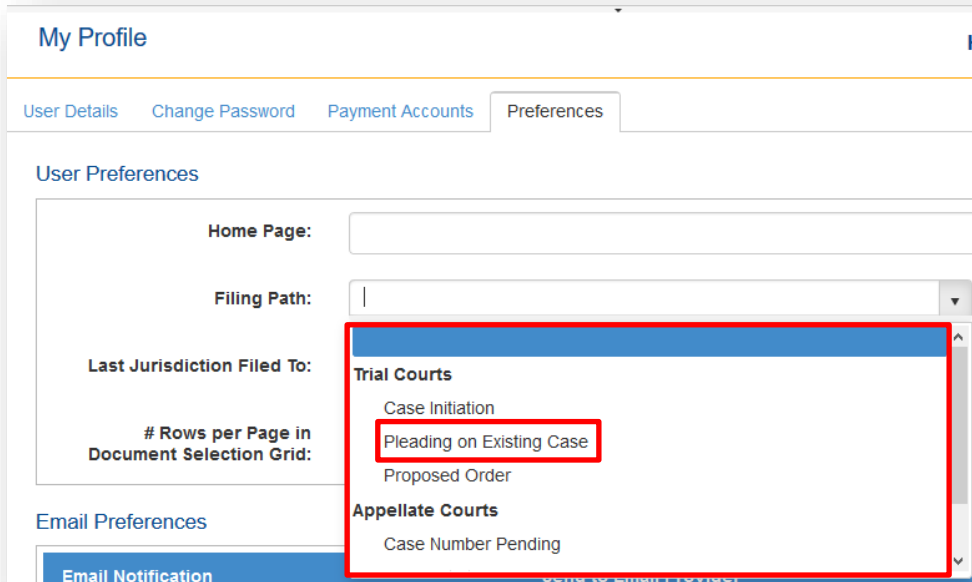 My Profile
User Details Change Password Payment Accounts Preferences
User Preferences
Home Page:
Filing Path:
Last Jurisdiction Filed To:
# Rows per Page in
Document Selection Grid:
Trial Courts
Case Initiation
Pleading on Existing Case
Proposed Order
Appellate Courts
Case Number Pending
Email Preferences
Email Notification